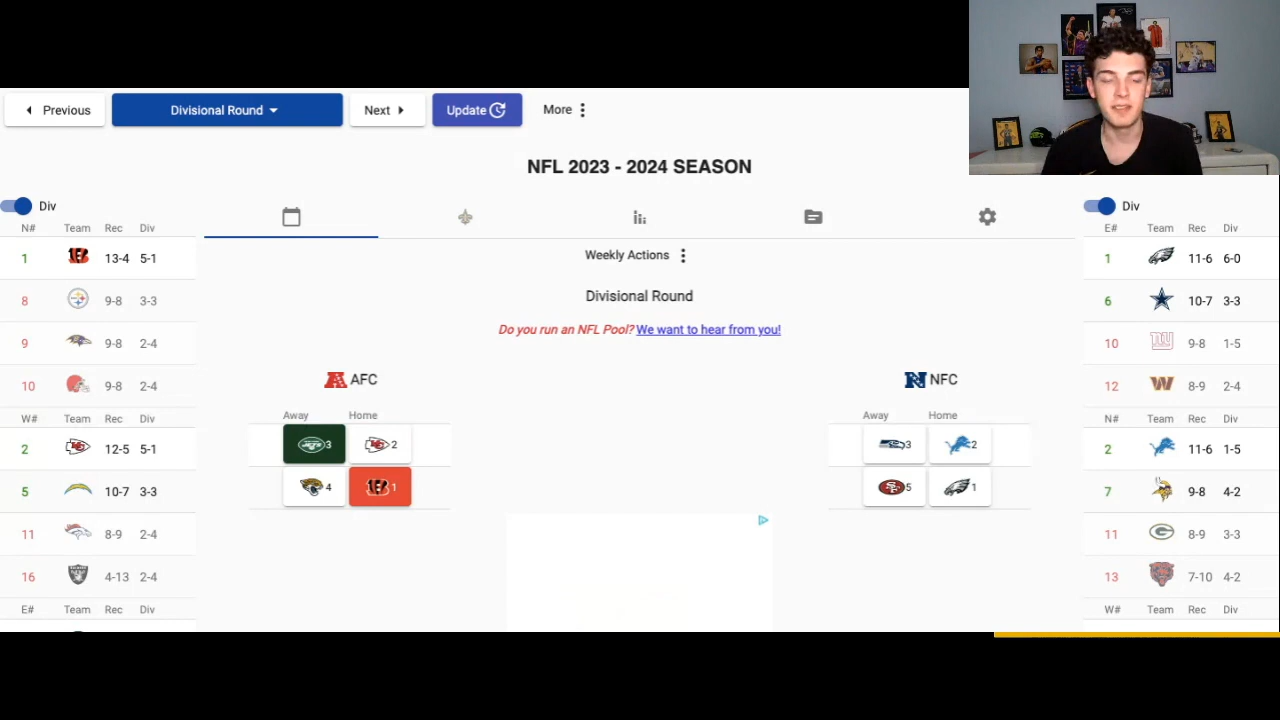 Previous
Divisional Round
Next
Update
More
NFL 2023 - 2024 SEASON
Div
N# Team Rec Div
1 13-4 5-1
8 9-8 3-3
9 9-8 2-4
10 9-8 2-4
W# Team Rec Div
2 12-5 5-1
5 10-7 3-3
11 8-9 2-4
16 4-13 2-4
E# Team Rec Div
Weekly Actions
Divisional Round
Do you run an NFL Pool? We want to hear from you!
AFC
Away Home
JETS 3 2
4 1
NFC
Away Home
3 2
5 1
Div
E# Team Rec Div
1 11-6 6-0
6 10-7 3-3
10 9-8 1-5
12 8-9 2-4
N# Team Rec Div
2 11-6 1-5
7 9-8 4-2
11 8-9 3-3
13 7-10 4-2
W# Team Rec Div